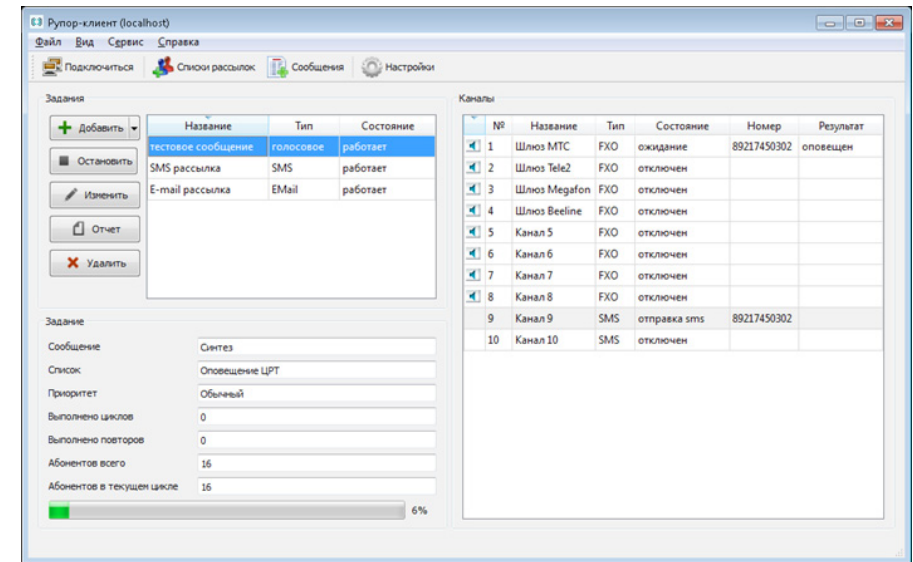 Рупор-клиент (localhost)
Файл Вид Сервис Справка
Подключиться Списки рассылок Сообщения Настройки
Задания
Добавить
Остановить
Изменить
Отчет
Удалить
Название Тип Состояние
тестовое сообщение голосовое работает
SMS рассылка SMS работает
E-mail рассылка EMail работает
Задание
Сообщение Синтез
Список Оповещение ЦРТ
Приоритет Обычный
Выполнено циклов 0
Выполнено повторов 0
Абонентов всего 16
Абонентов в текущем цикле 16
6%
Каналы
№ Название Тип Состояние Номер Результат
1 Шлюз МТС FXO ожидание 89217450302 оповещен
2 Шлюз Tele2 FXO отключен
3 Шлюз Megafon FXO отключен
4 Шлюз Beeline FXO отключен
5 Канал 5 FXO отключен
6 Канал 6 FXO отключен
7 Канал 7 FXO отключен
8 Канал 8 FXO отключен
9 Канал 9 SMS отправка sms 89217450302
10 Канал 10 SMS отключен